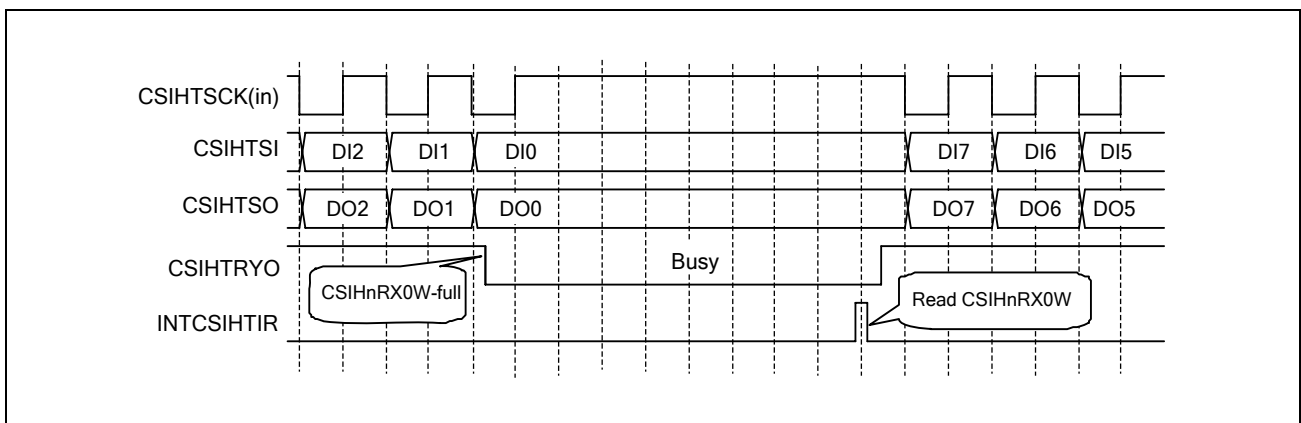 CSIHTSCK(in)
CSIHTSI DI2 DI1 DI0 DI7 DI6 DI5
CSIHTSO DO2 DO1 DO0 DO7 DO6 DO5
CSIHTRYO Busy
CSIHnRX0W-full Read CSIHnRX0W
INTCSIHTIR